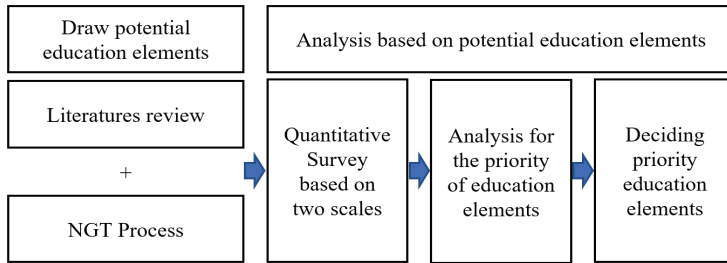 Draw potential
education elements
Analysis based on potential education elements
Literatures review
+
NGT Process
Quantitative
Survey
based on
two scales
Analysis for
the priority
of education
elements
Deciding
priority
education
elements